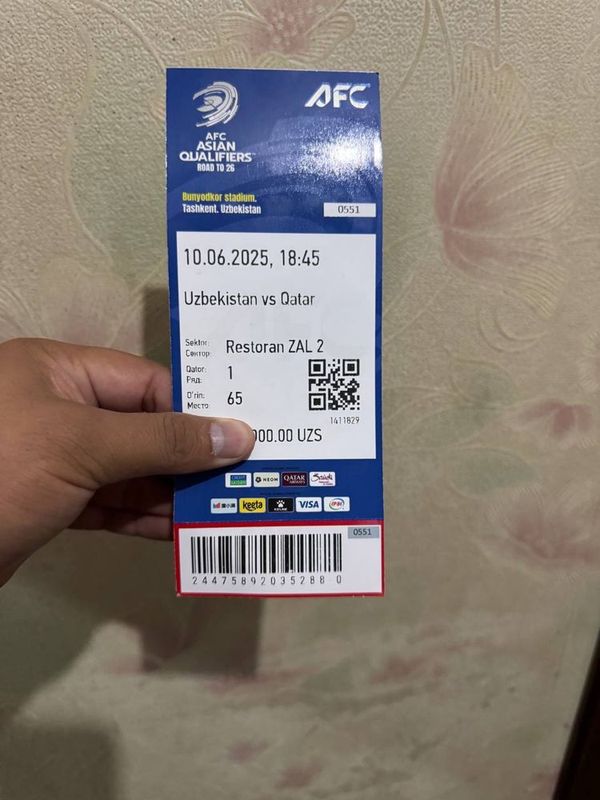 AFC
AFC
ASIAN
QUALIFIERS
ROAD TO 26
Bunyodkor stadium.
Tashkent. Uzbekistan
0551
10.06.2025, 18:45
Uzbekistan vs Qatar
Sektor:
Сектор:
Restoran ZAL 2
Qator:
Ряд:
1
O'rin:
Место:
65
1411829
000.00 UZS
NEOM
QATAR
AIRWAYS
Saudi
keeta
VISA
0551
2447589203528 8 0